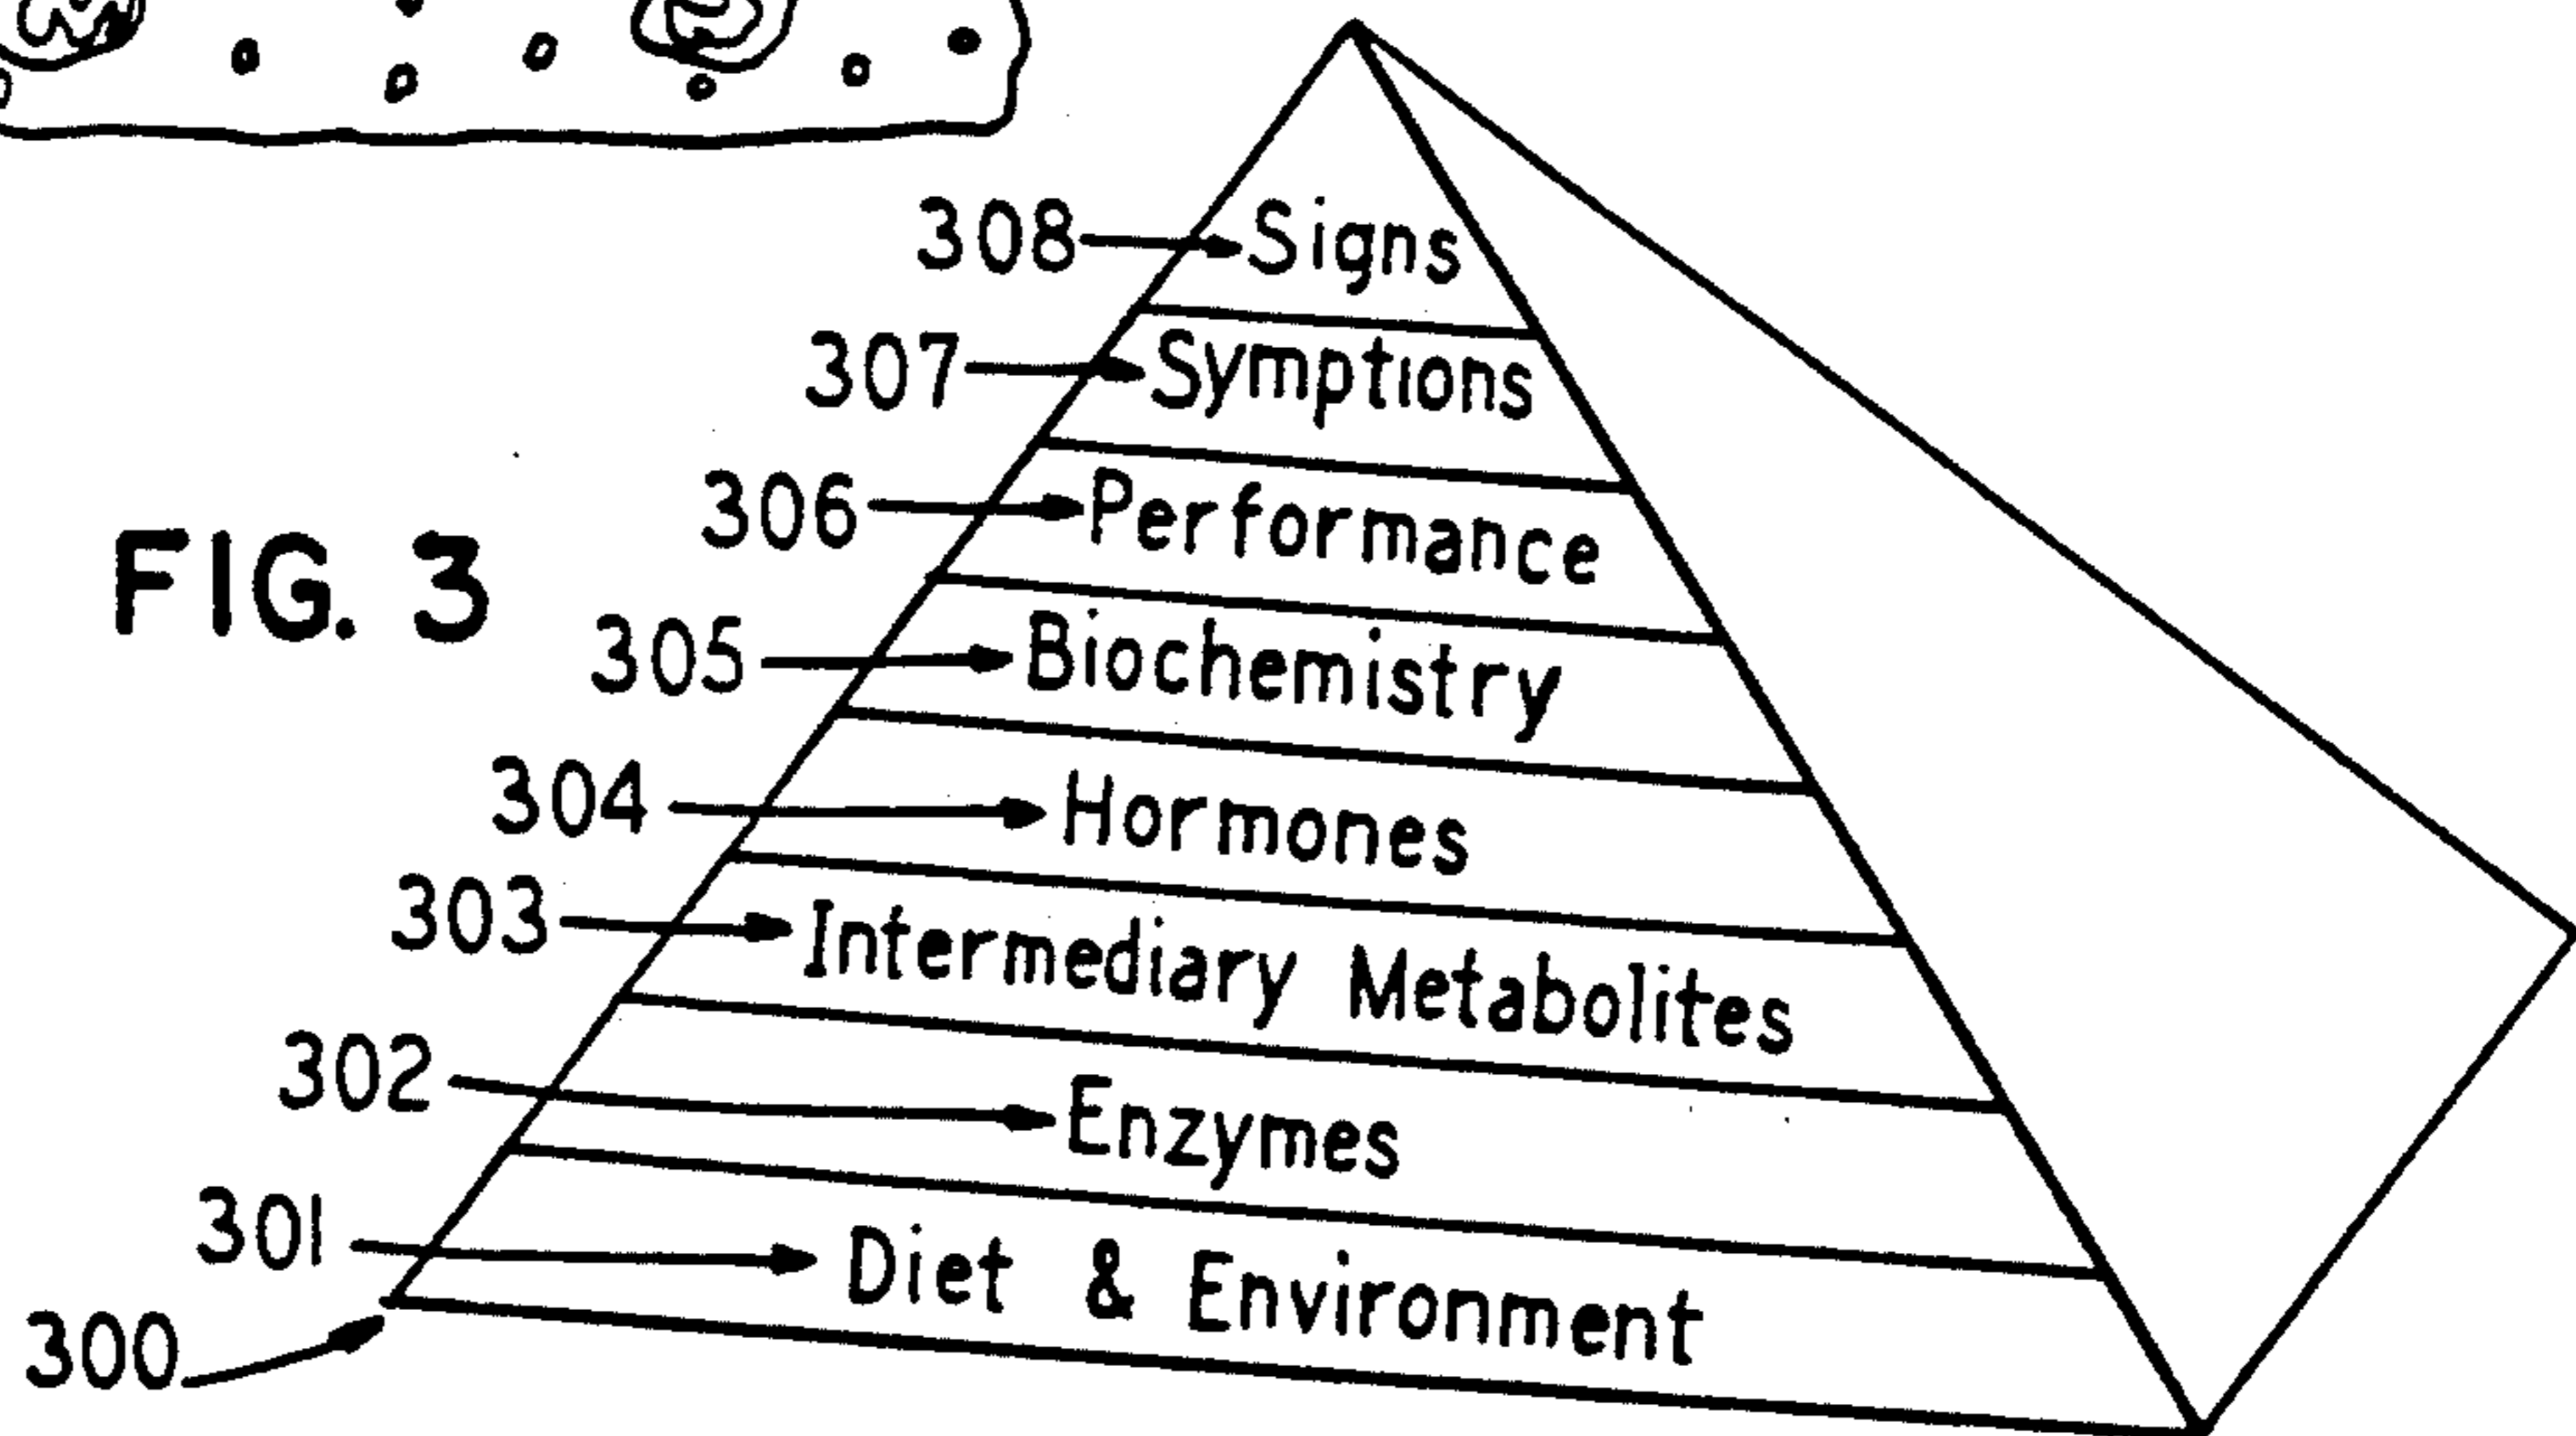 308 Signs
307 Symptions
306 Performance
FIG. 3
305 Biochemistry
304 Hormones
303 Intermediary Metabolites
302 Enzymes
301 Diet & Environment
300